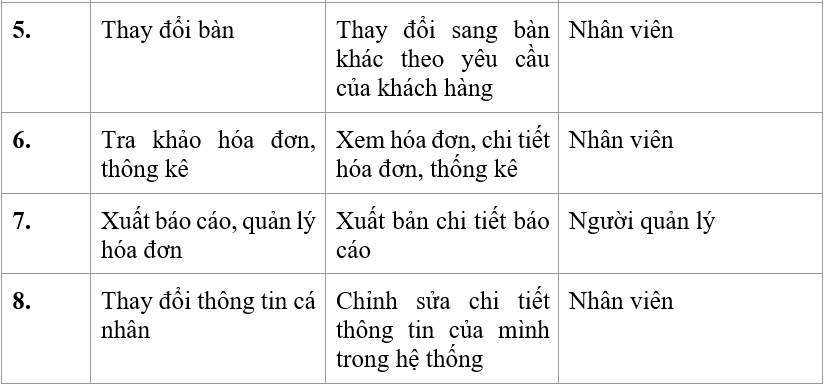 5. Thay đổi bàn Thay đổi sang bàn Nhân viên
khác theo yêu cầu
của khách hàng
6. Tra khảo hóa đơn, Xem hóa đơn, chi tiết Nhân viên
thông kê hóa đơn, thống kê
7. Xuất báo cáo, quản lý Xuất bản chi tiết báo Người quản lý
hóa đơn cáo
8. Thay đổi thông tin cá Chỉnh sửa chi tiết Nhân viên
nhân thông tin của mình
trong hệ thống